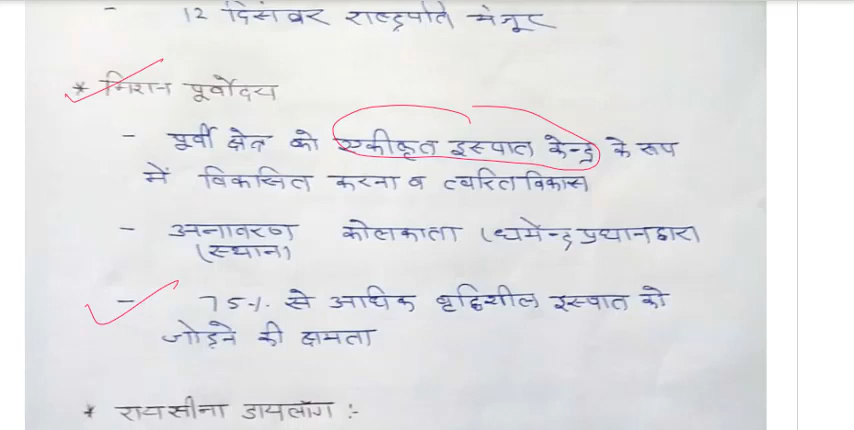 - 12 दिसंबर राष्ट्रपति मंजूर
* मिशन पूर्वोदय
- पूर्वी क्षेत्र को एकीकृत इस्पात केन्द्र के रूप
में विकसित करना व त्वरित विकास
- अनावरण कोलकाता (धर्मेन्द्र प्रधान द्वारा)
(स्थान)
- 75% से अधिक वृद्धिशील इस्पात को
जोड़ने की क्षमता
* रायसीना डायलॉग :-